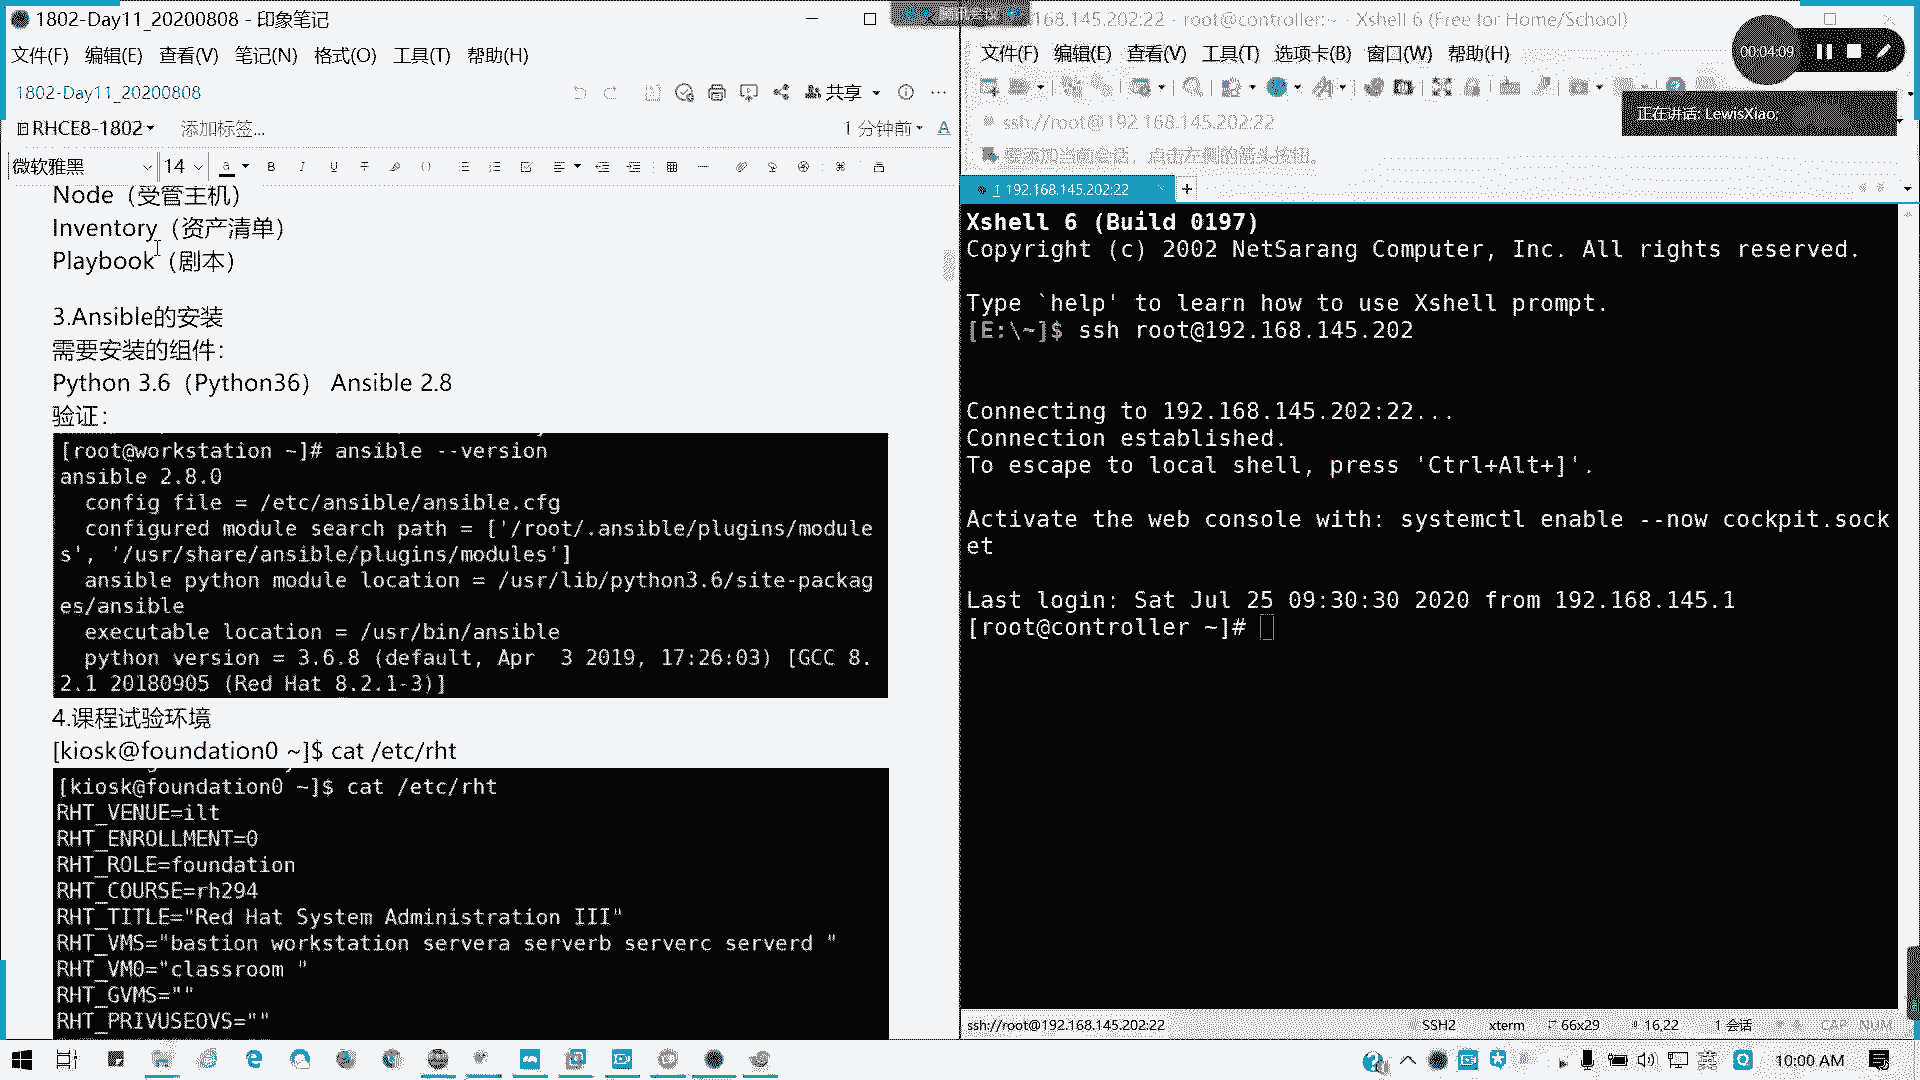 1802-Day11_20200808 - 印象笔记
文件(F) 编辑(E) 查看(V) 笔记(N) 格式(O) 工具(T) 帮助(H)
1802-Day11_20200808
共享
RHCE8-1802
添加标签...
1 分钟前
微软雅黑
14
Node（受管主机）
Inventory（资产清单）
Playbook（剧本）
3.Ansible的安装
需要安装的组件：
Python 3.6（Python36） Ansible 2.8
验证：
[root@workstation ~]# ansible --version
ansible 2.8.0
config file = /etc/ansible/ansible.cfg
configured module search path = ['/root/.ansible/plugins/module
s', '/usr/share/ansible/plugins/modules']
ansible python module location = /usr/lib/python3.6/site-packag
es/ansible
executable location = /usr/bin/ansible
python version = 3.6.8 (default, Apr  3 2019, 17:26:03) [GCC 8.
2.1 20180905 (Red Hat 8.2.1-3)]
4.课程试验环境
[kiosk@foundation0 ~]$ cat /etc/rht
[kiosk@foundation0 ~]$ cat /etc/rht
RHT_VENUE=ilt
RHT_ENROLLMENT=0
RHT_ROLE=foundation
RHT_COURSE=rh294
RHT_TITLE="Red Hat System Administration III"
RHT_VMS="bastion workstation servera serverb serverc serverd "
RHT_VM0="classroom "
RHT_GVMS=""
RHT_PRIVUSEOVS=""
腾讯会议
168.145.202:22 - root@controller:~ - Xshell 6 (Free for Home/School)
00:04:09
文件(F) 编辑(E) 查看(V) 工具(T) 选项卡(B) 窗口(W) 帮助(H)
正在讲话: LewisXiao;
ssh://root@192.168.145.202:22
要添加当前会话，点击左侧的箭头按钮。
1 192.168.145.202:22
Xshell 6 (Build 0197)
Copyright (c) 2002 NetSarang Computer, Inc. All rights reserved.
Type `help' to learn how to use Xshell prompt.
[E:\~]$ ssh root@192.168.145.202
Connecting to 192.168.145.202:22...
Connection established.
To escape to local shell, press 'Ctrl+Alt+]'.
Activate the web console with: systemctl enable --now cockpit.sock
et
Last login: Sat Jul 25 09:30:30 2020 from 192.168.145.1
[root@controller ~]#
ssh://root@192.168.145.202:22
SSH2
xterm
66x29
16,22
1 会话
CAP NUM
英
10:00 AM